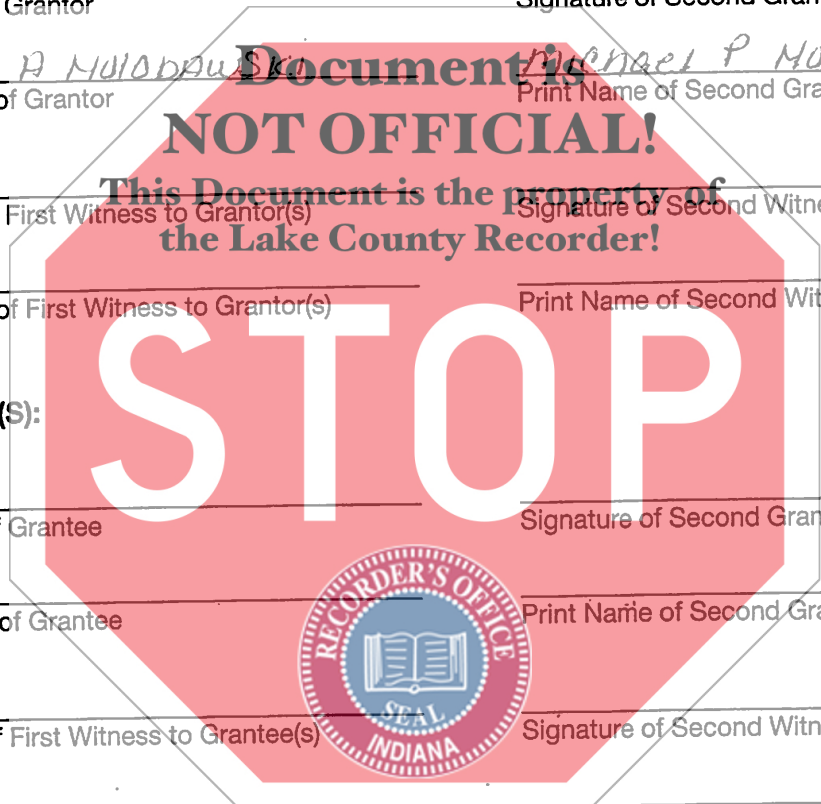 Grantor Signature of Second Gran
A Mulodowski Michael P Mu
Document is
of Grantor Print Name of Second Gra
NOT OFFICIAL!
This Document is the property of
First Witness to Grantor(s) Signature of Second Witne
the Lake County Recorder!
of First Witness to Grantor(s) Print Name of Second Wit
STOP
(S):
Grantee Signature of Second Gran
RECORDER'S OFFICE
of Grantee Print Name of Second Gra
SEAL
First Witness to Grantee(s) Signature of Second Witn
INDIANA